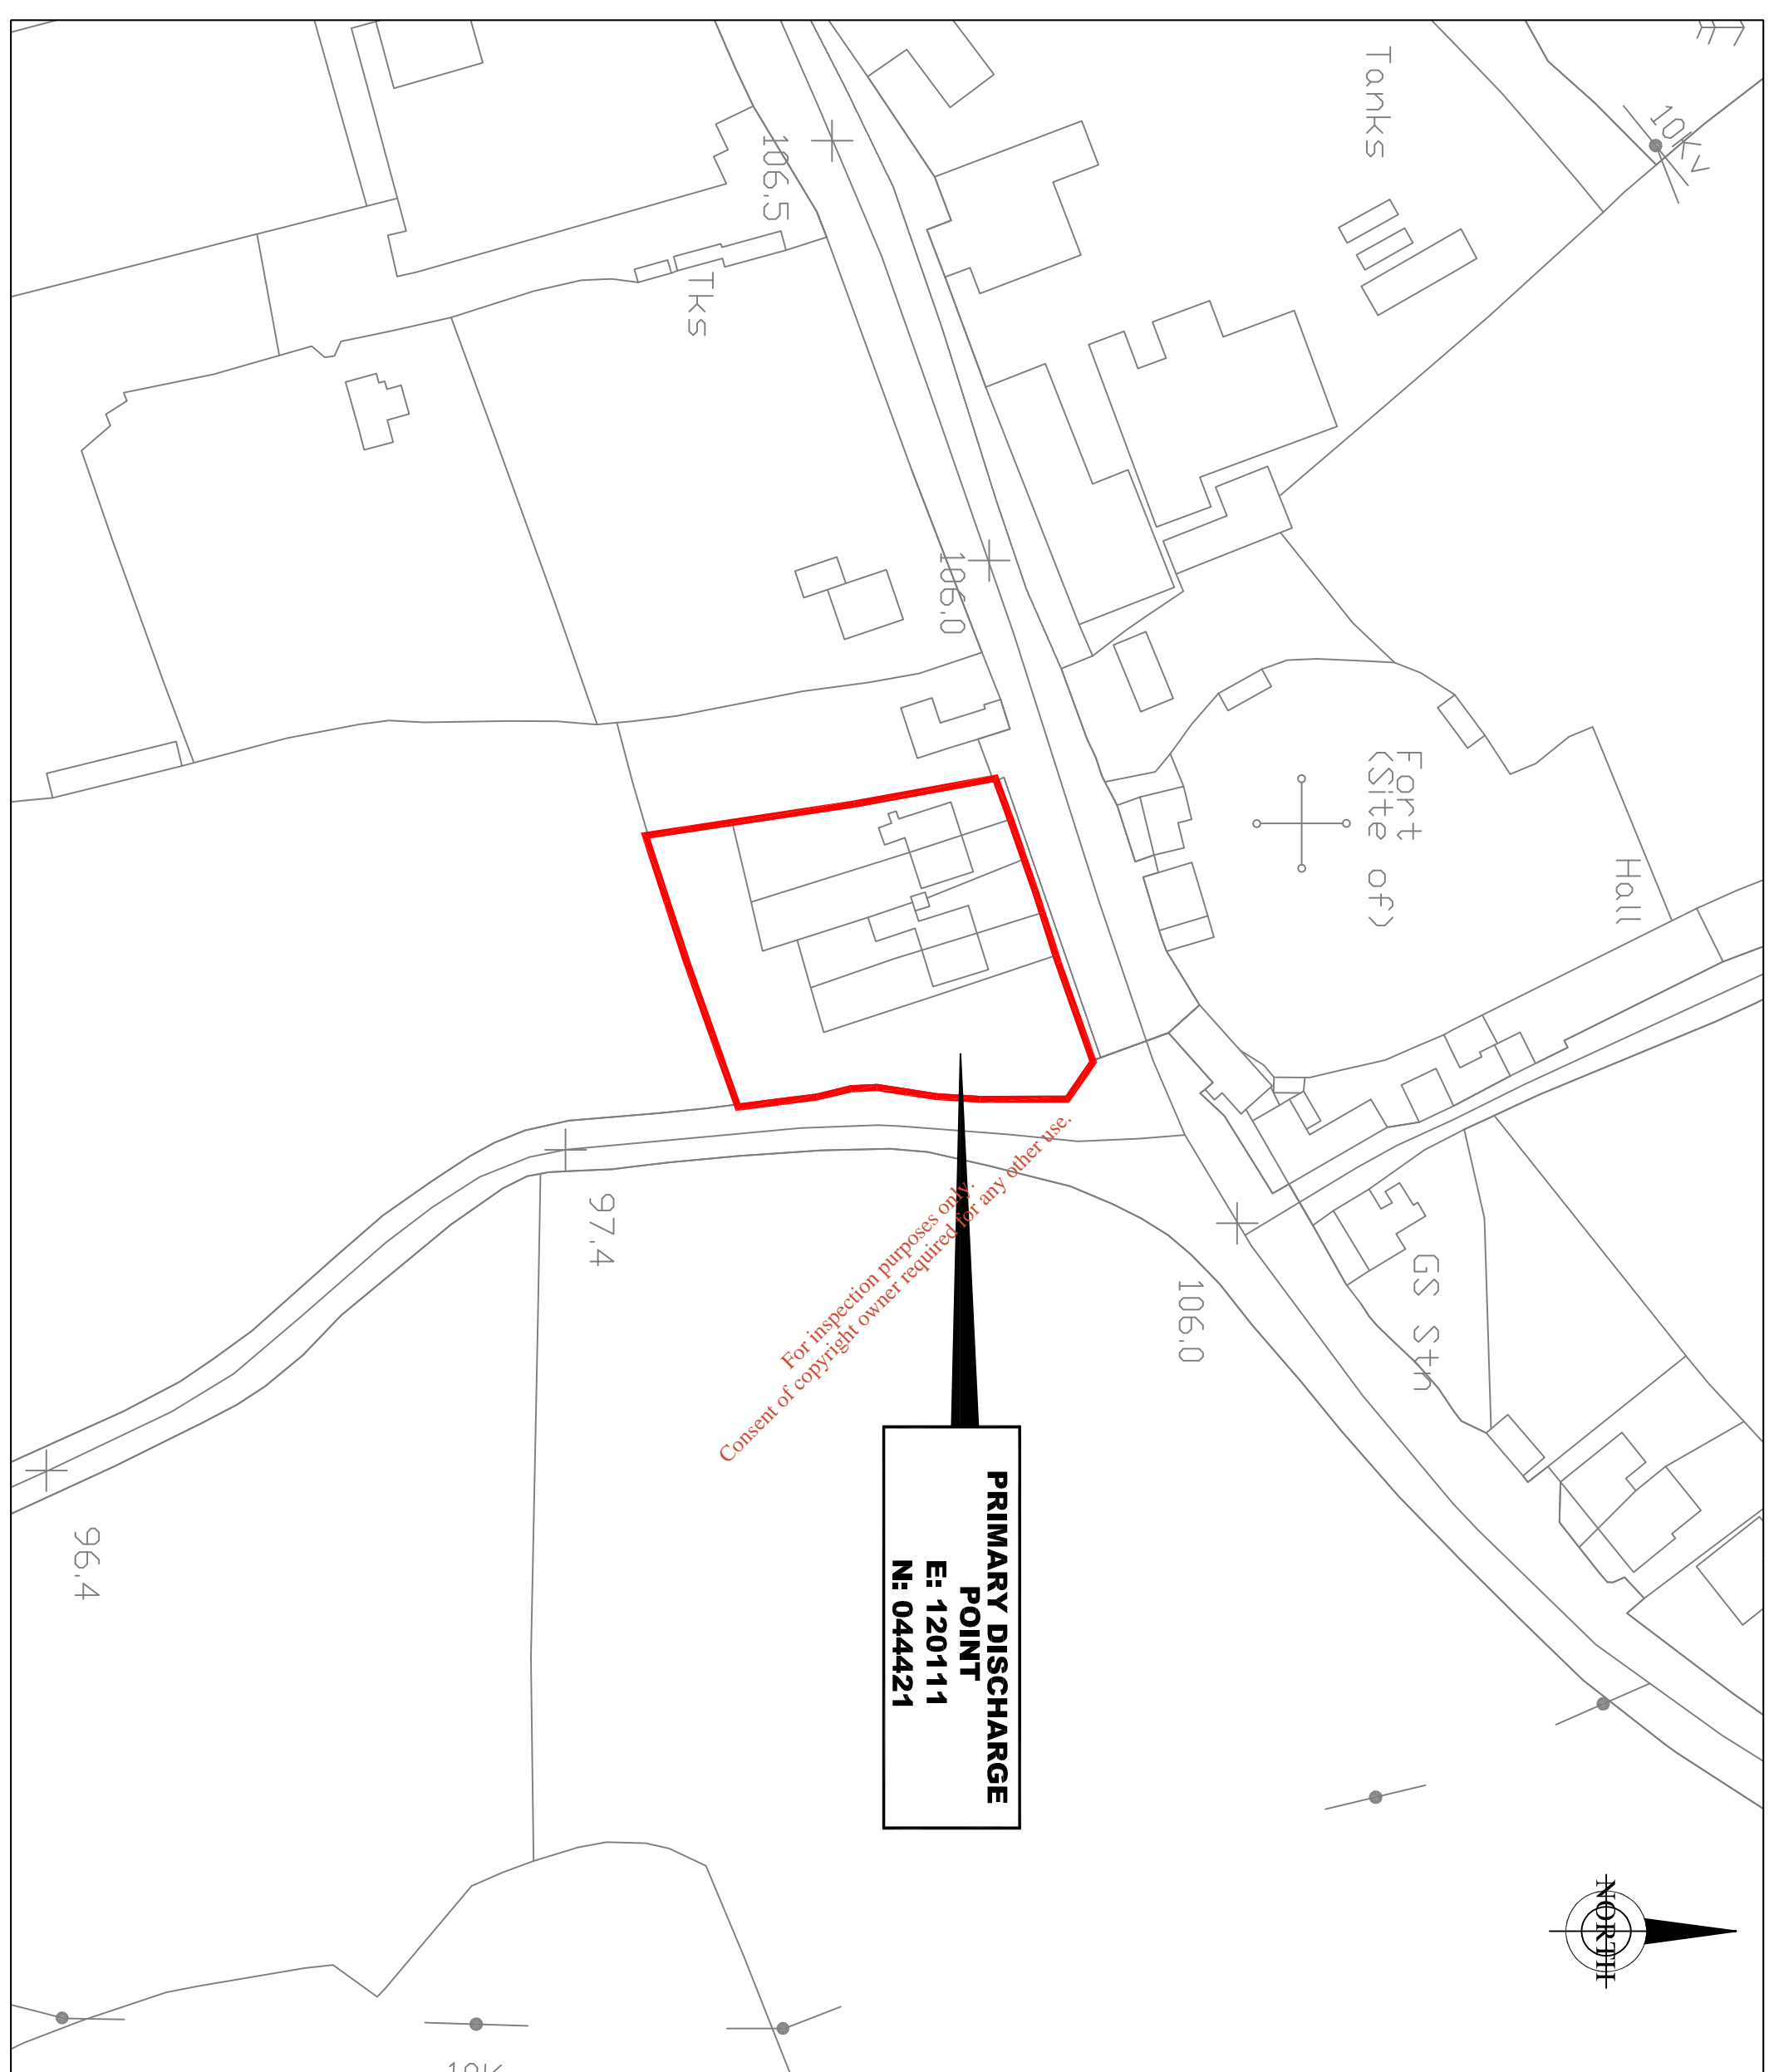 10Kv
Tanks
106.5
Tks
106.0
Fort
(Site of)
Hall
97.4
GS Stn
106.0
96.4
PRIMARY DISCHARGE
POINT
E: 120111
N: 044421
For inspection purposes only.
Consent of copyright owner required for any other use.
NORTH